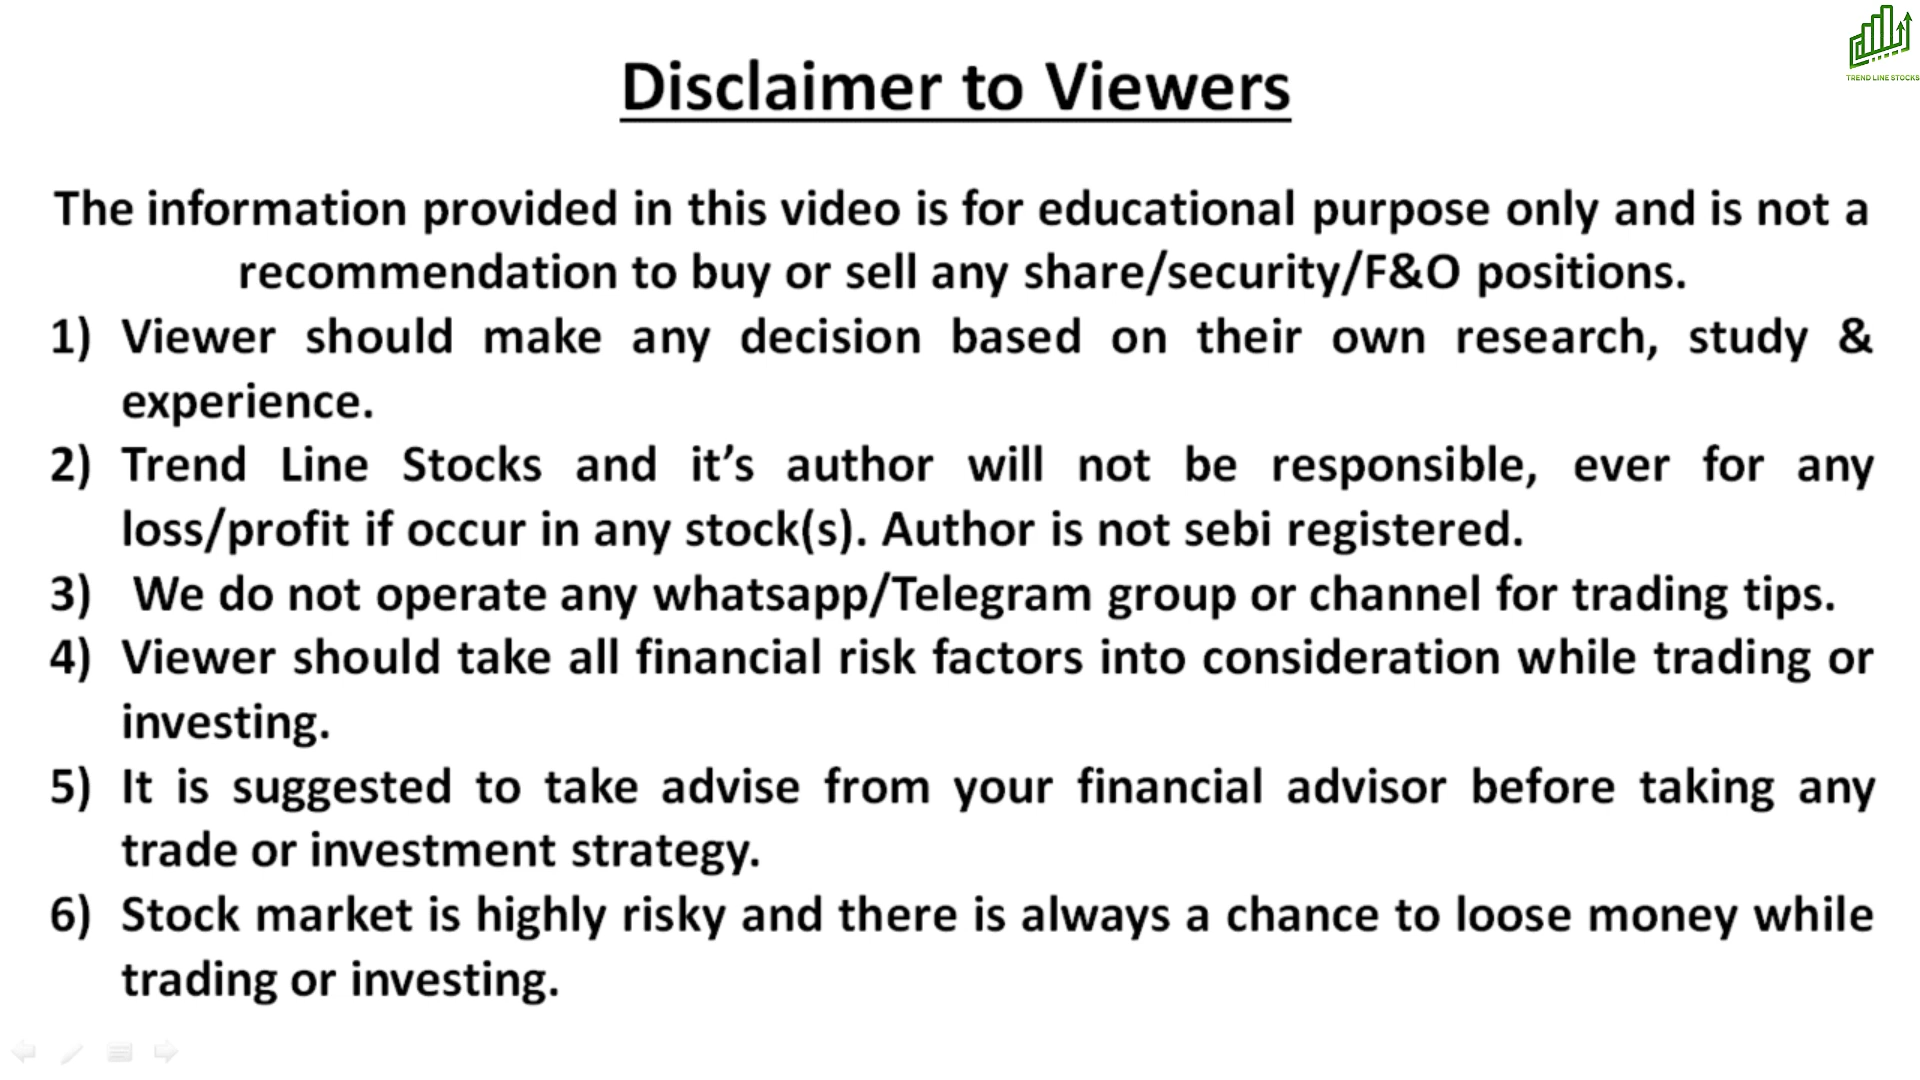 TREND LINE STOCKS
Disclaimer to Viewers
The information provided in this video is for educational purpose only and is not a
recommendation to buy or sell any share/security/F&O positions.
1) Viewer should make any decision based on their own research, study &
experience.
2) Trend Line Stocks and it’s author will not be responsible, ever for any
loss/profit if occur in any stock(s). Author is not sebi registered.
3) We do not operate any whatsapp/Telegram group or channel for trading tips.
4) Viewer should take all financial risk factors into consideration while trading or
investing.
5) It is suggested to take advise from your financial advisor before taking any
trade or investment strategy.
6) Stock market is highly risky and there is always a chance to loose money while
trading or investing.